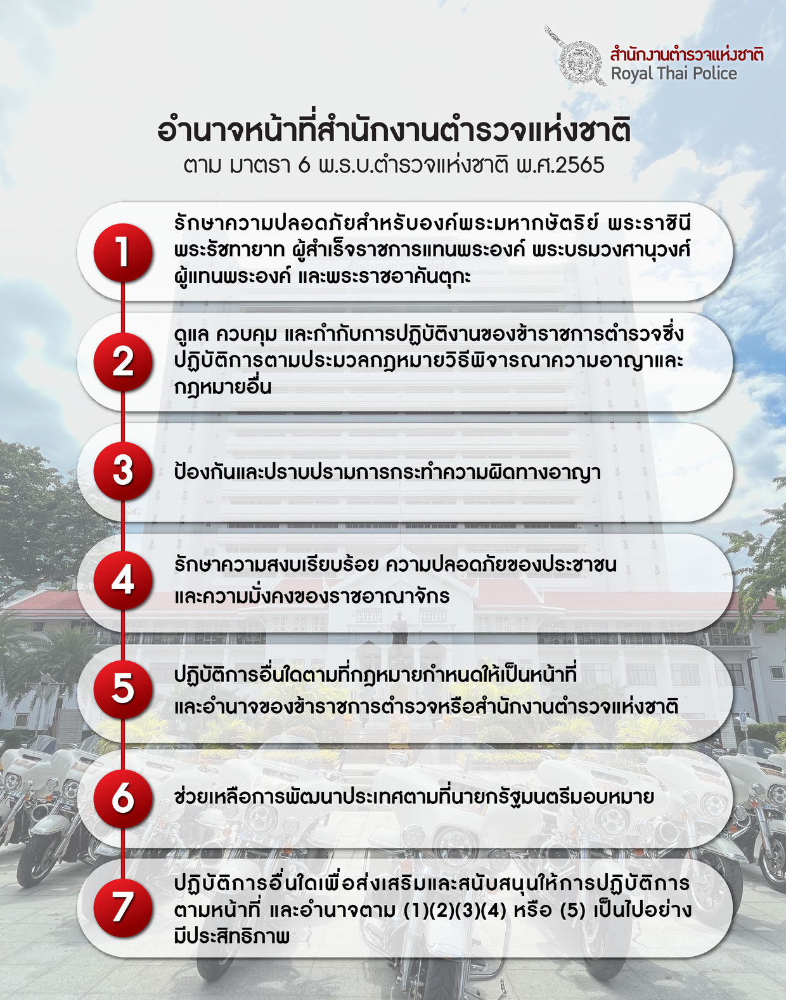 สำนักงานตำรวจแห่งชาติ
Royal Thai Police
อำนาจหน้าที่สำนักงานตำรวจแห่งชาติ
ตาม มาตรา 6 พ.ร.บ.ตำรวจแห่งชาติ พ.ศ.2565
1
รักษาความปลอดภัยสำหรับองค์พระมหากษัตริย์ พระราชินี
พระรัชทายาท ผู้สำเร็จราชการแทนพระองค์ พระบรมวงศานุวงศ์
ผู้แทนพระองค์ และพระราชอาคันตุกะ
2
ดูแล ควบคุม และกำกับการปฏิบัติงานของข้าราชการตำรวจซึ่ง
ปฏิบัติการตามประมวลกฎหมายวิธีพิจารณาความอาญาและ
กฎหมายอื่น
3
ป้องกันและปราบปรามการกระทำความผิดทางอาญา
4
รักษาความสงบเรียบร้อย ความปลอดภัยของประชาชน
และความมั่งคงของราชอาณาจักร
5
ปฏิบัติการอื่นใดตามที่กฎหมายกำหนดให้เป็นหน้าที่
และอำนาจของข้าราชการตำรวจหรือสำนักงานตำรวจแห่งชาติ
6
ช่วยเหลือการพัฒนาประเทศตามที่นายกรัฐมนตรีมอบหมาย
7
ปฏิบัติการอื่นใดเพื่อส่งเสริมและสนับสนุนให้การปฏิบัติการ
ตามหน้าที่ และอำนาจตาม (1)(2)(3)(4) หรือ (5) เป็นไปอย่าง
มีประสิทธิภาพ